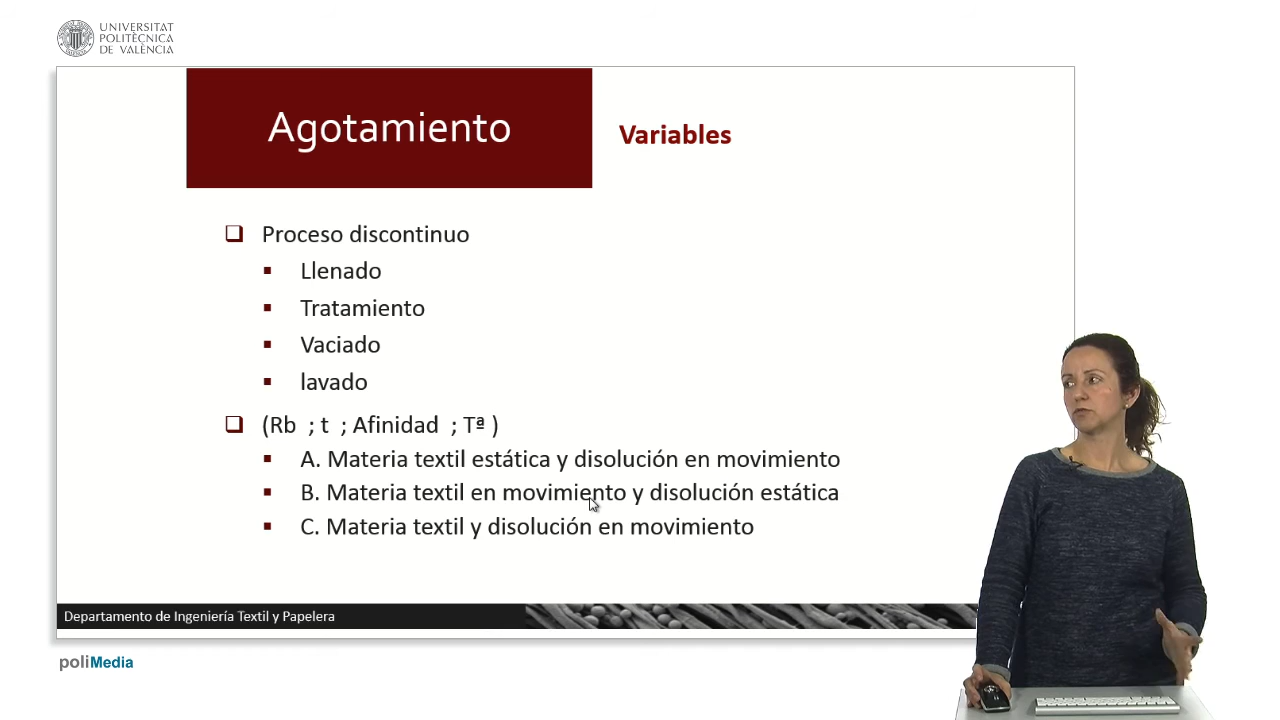 UNIVERSITAT
POLITÈCNICA
DE VALÈNCIA
Agotamiento
Variables
Proceso discontinuo
Llenado
Tratamiento
Vaciado
lavado
(Rb ; t ; Afinidad ; Tª )
A. Materia textil estática y disolución en movimiento
B. Materia textil en movimiento y disolución estática
C. Materia textil y disolución en movimiento
Departamento de Ingeniería Textil y Papelera
poliMedia